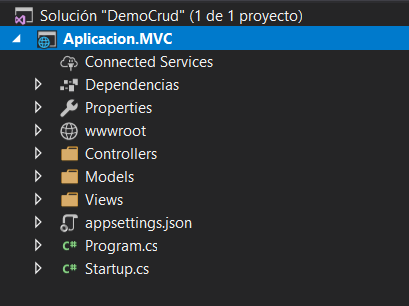 Solución "DemoCrud" (1 de 1 proyecto)
Aplicacion.MVC
Connected Services
Dependencias
Properties
wwwroot
Controllers
Models
Views
appsettings.json
C# Program.cs
C# Startup.cs